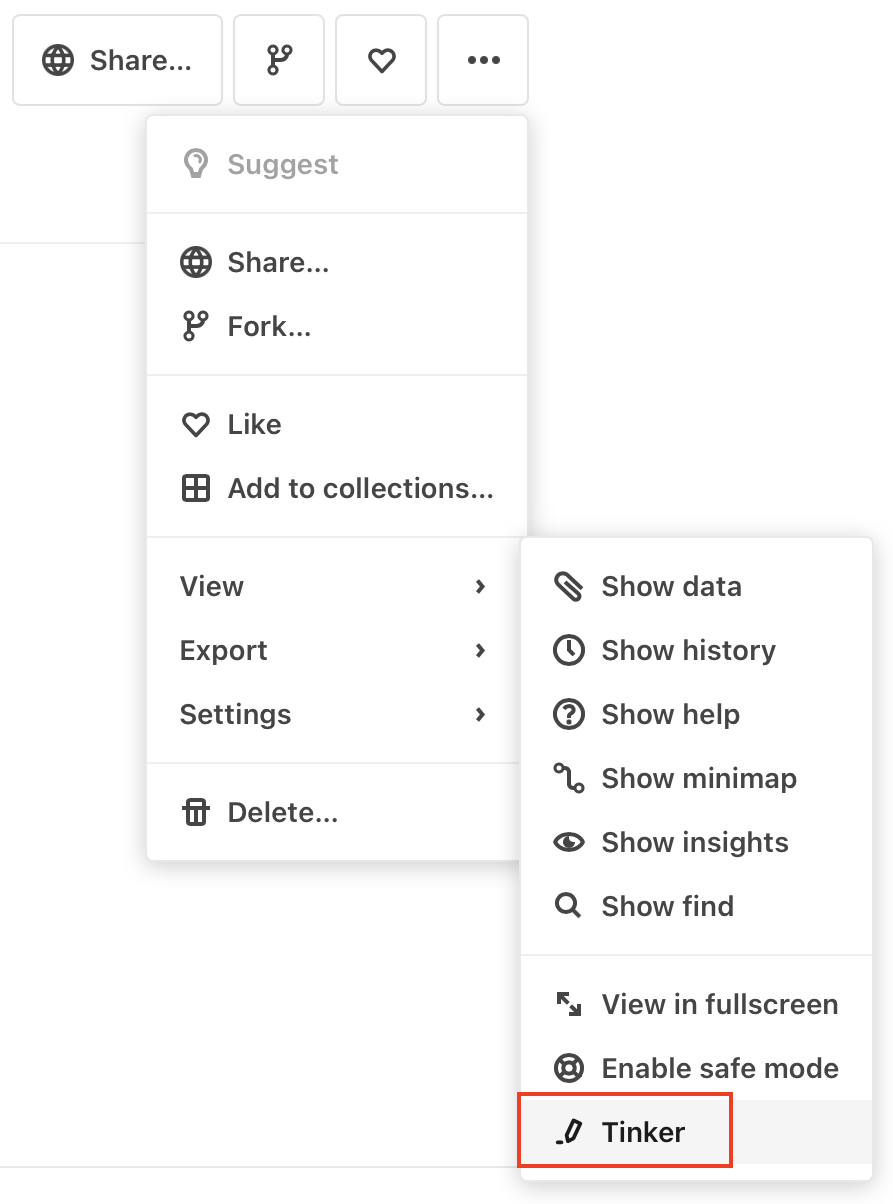 Share...
Suggest
Share...
Fork...
Like
Add to collections...
View
Export
Settings
Delete...
Show data
Show history
Show help
Show minimap
Show insights
Show find
View in fullscreen
Enable safe mode
Tinker